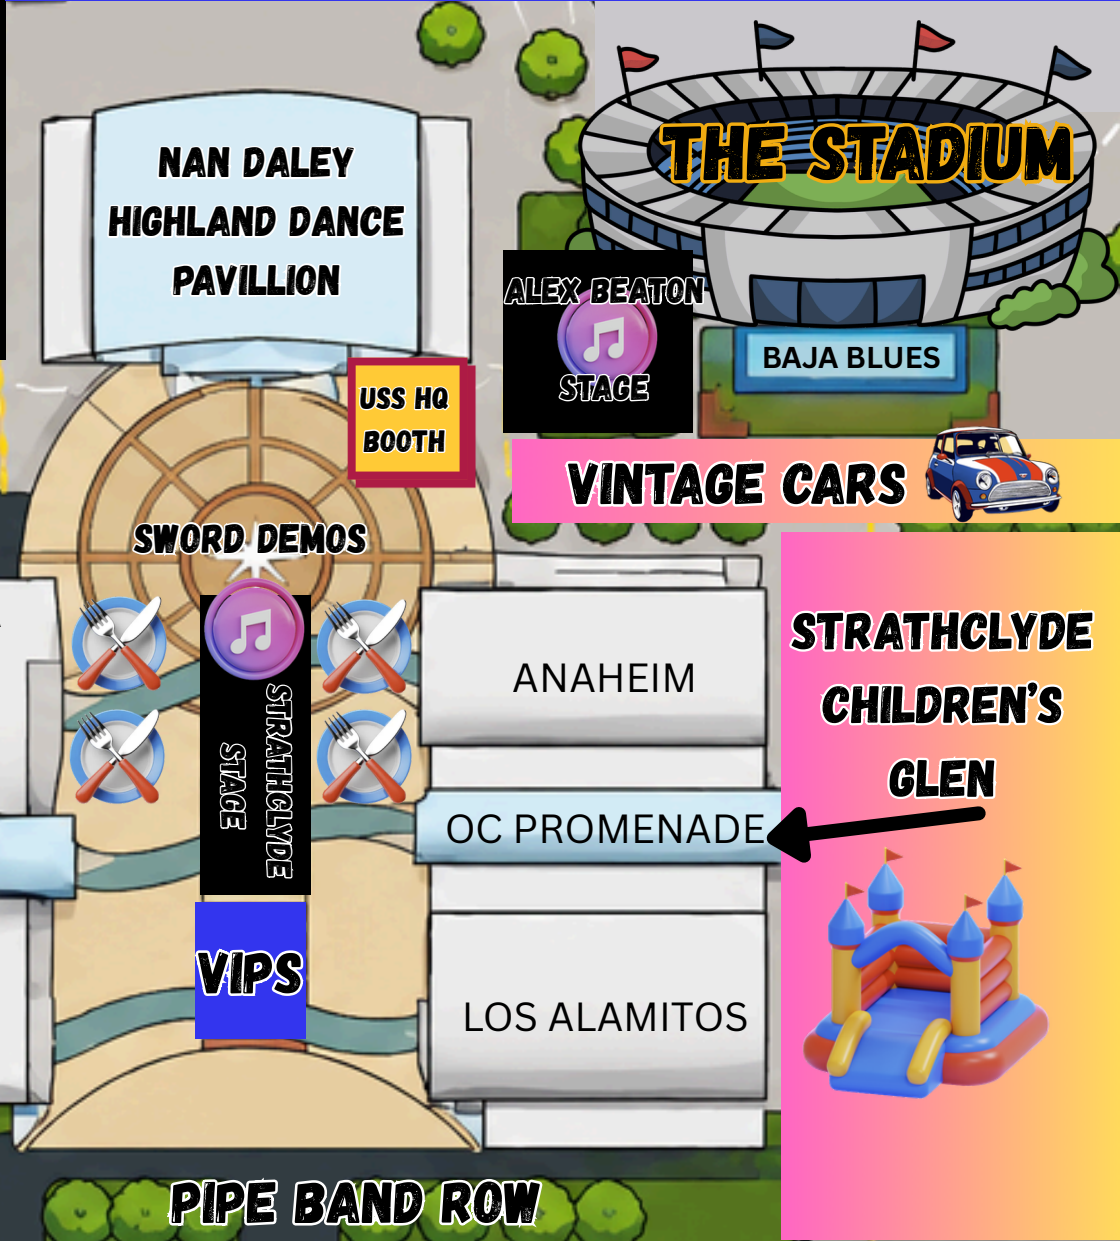 NAN DALEY
HIGHLAND DANCE
PAVILLION
THE STADIUM
ALEX BEATON
STAGE
BAJA BLUES
USS HQ
BOOTH
VINTAGE CARS
SWORD DEMOS
STRATHCLYDE
STAGE
ANAHEIM
STRATHCLYDE
CHILDREN'S
GLEN
OC PROMENADE
VIPS
LOS ALAMITOS
PIPE BAND ROW